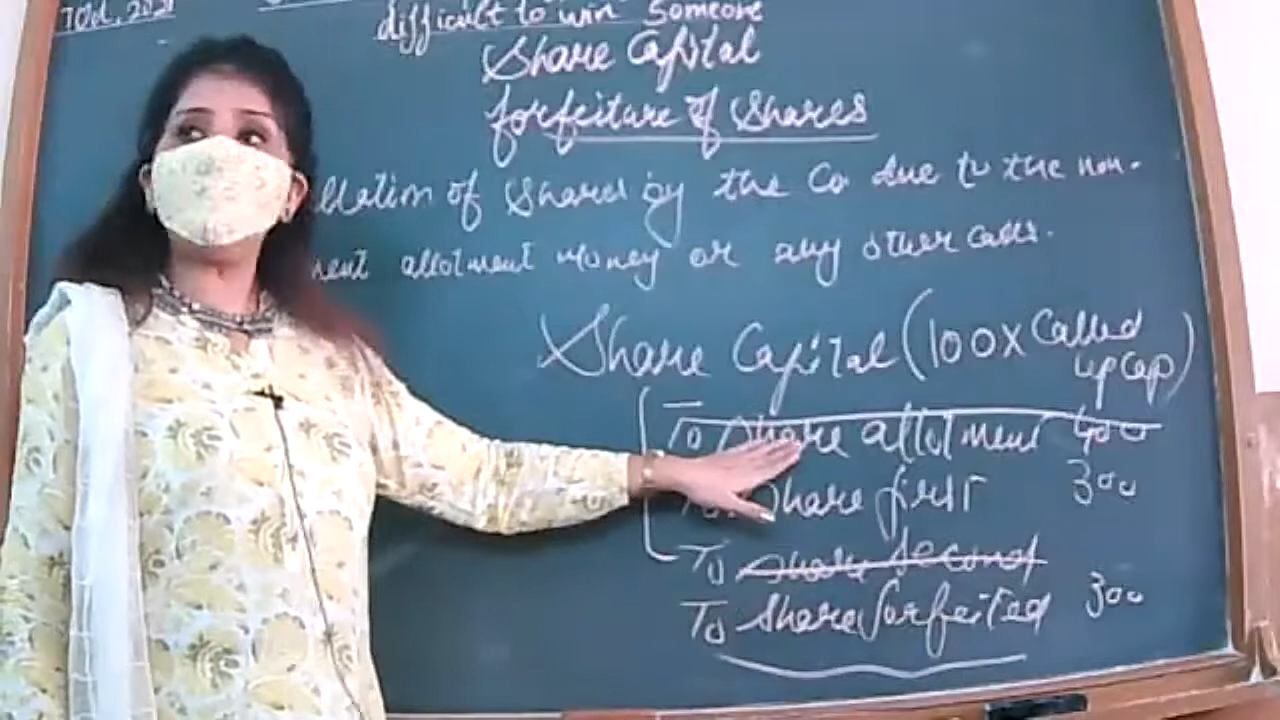 7 Oct, 2021
difficult to win Someone
Share Capital
forfeiture of Shares
llation of Shares by the Co due to the non-
ment allotment money or any other calls.
Share Capital (100x Called up cap)
To Share allotment 400
To Share first 300
To Share Second
To Share forfeited 300